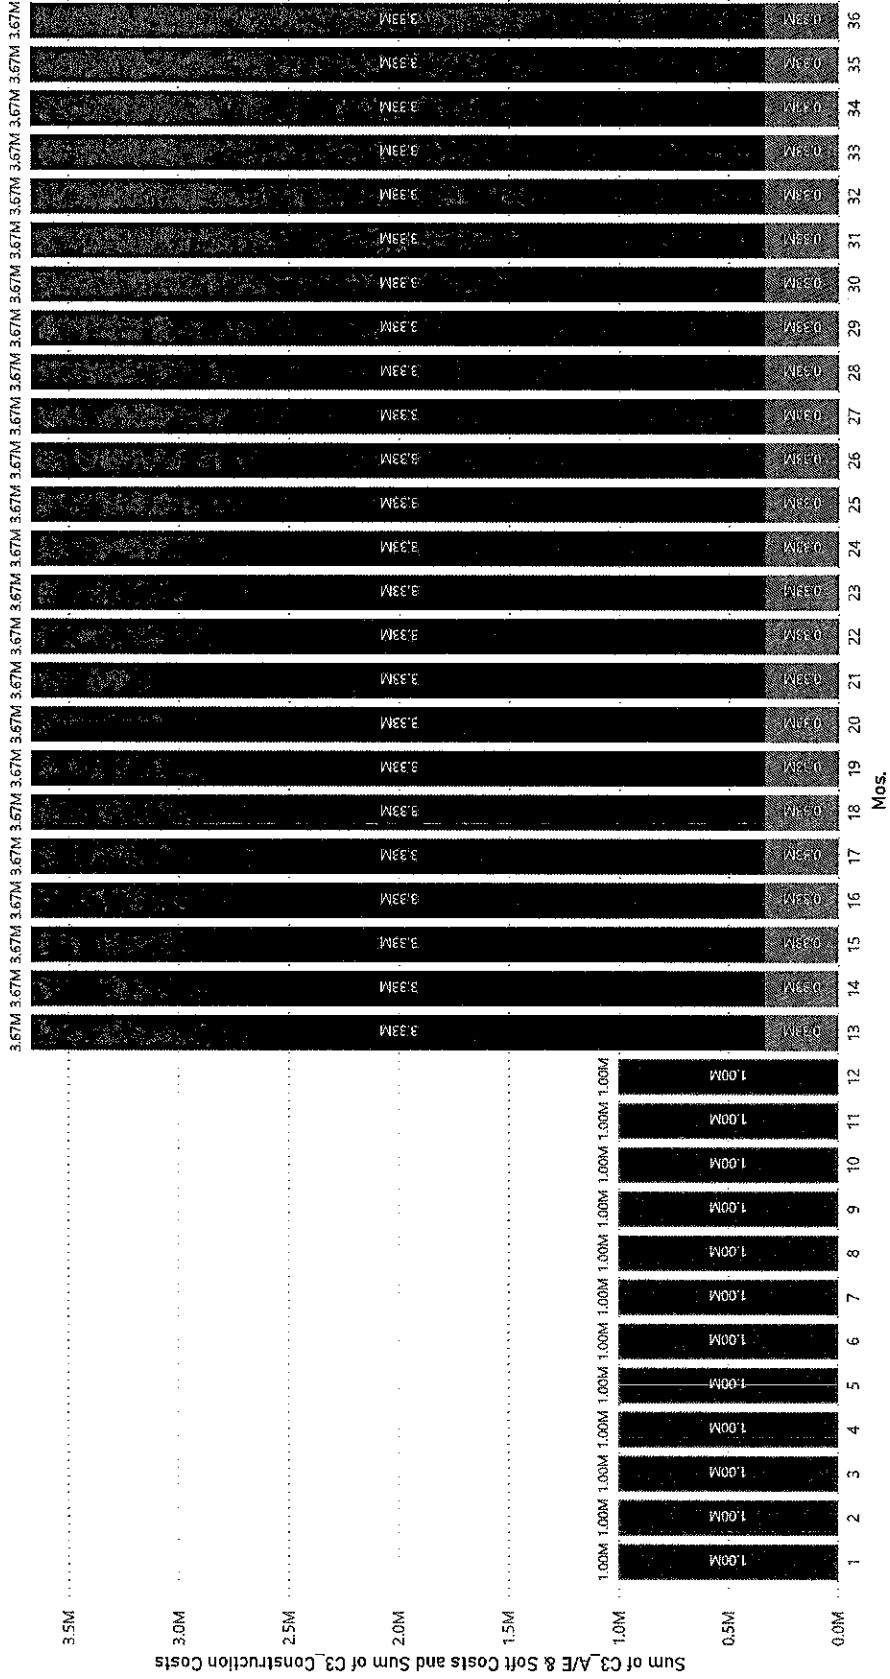 Sum of C3_A/E & Soft Costs and Sum of C3_Construction Costs
3.5M
3.0M
2.5M
2.0M
1.5M
1.0M
0.5M
0.0M
1.00M 1.00M 1.00M 1.00M 1.00M 1.00M 1.00M 1.00M 1.00M 1.00M 1.00M 1.00M
3.67M 3.67M 3.67M 3.67M 3.67M 3.67M 3.67M 3.67M 3.67M 3.67M 3.67M 3.67M 3.67M 3.67M 3.67M 3.67M 3.67M 3.67M 3.67M 3.67M 3.67M 3.67M 3.67M 3.67M
3.33M 3.33M 3.33M 3.33M 3.33M 3.33M 3.33M 3.33M 3.33M 3.33M 3.33M 3.33M 3.33M 3.33M 3.33M 3.33M 3.33M 3.33M 3.33M 3.33M 3.33M 3.33M 3.33M 3.33M
1.00M 1.00M 1.00M 1.00M 1.00M 1.00M 1.00M 1.00M 1.00M 1.00M 1.00M 1.00M
0.33M 0.33M 0.33M 0.33M 0.33M 0.33M 0.33M 0.33M 0.33M 0.33M 0.33M 0.33M 0.33M 0.33M 0.33M 0.33M 0.33M 0.33M 0.33M 0.33M 0.33M 0.33M 0.33M 0.33M
1 2 3 4 5 6 7 8 9 10 11 12 13 14 15 16 17 18 19 20 21 22 23 24 25 26 27 28 29 30 31 32 33 34 35 36
Mos.